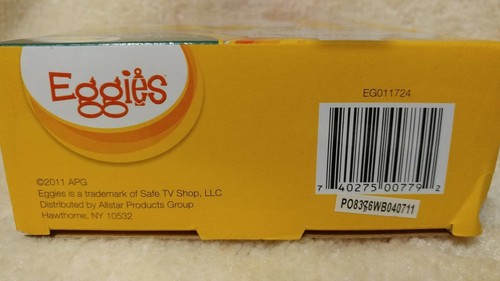 Eggies
EG011724
7 40275 00779 2
PO8376WB040711
©2011 APG
Eggies is a trademark of Safe TV Shop, LLC
Distributed by Allstar Products Group
Hawthorne, NY 10532